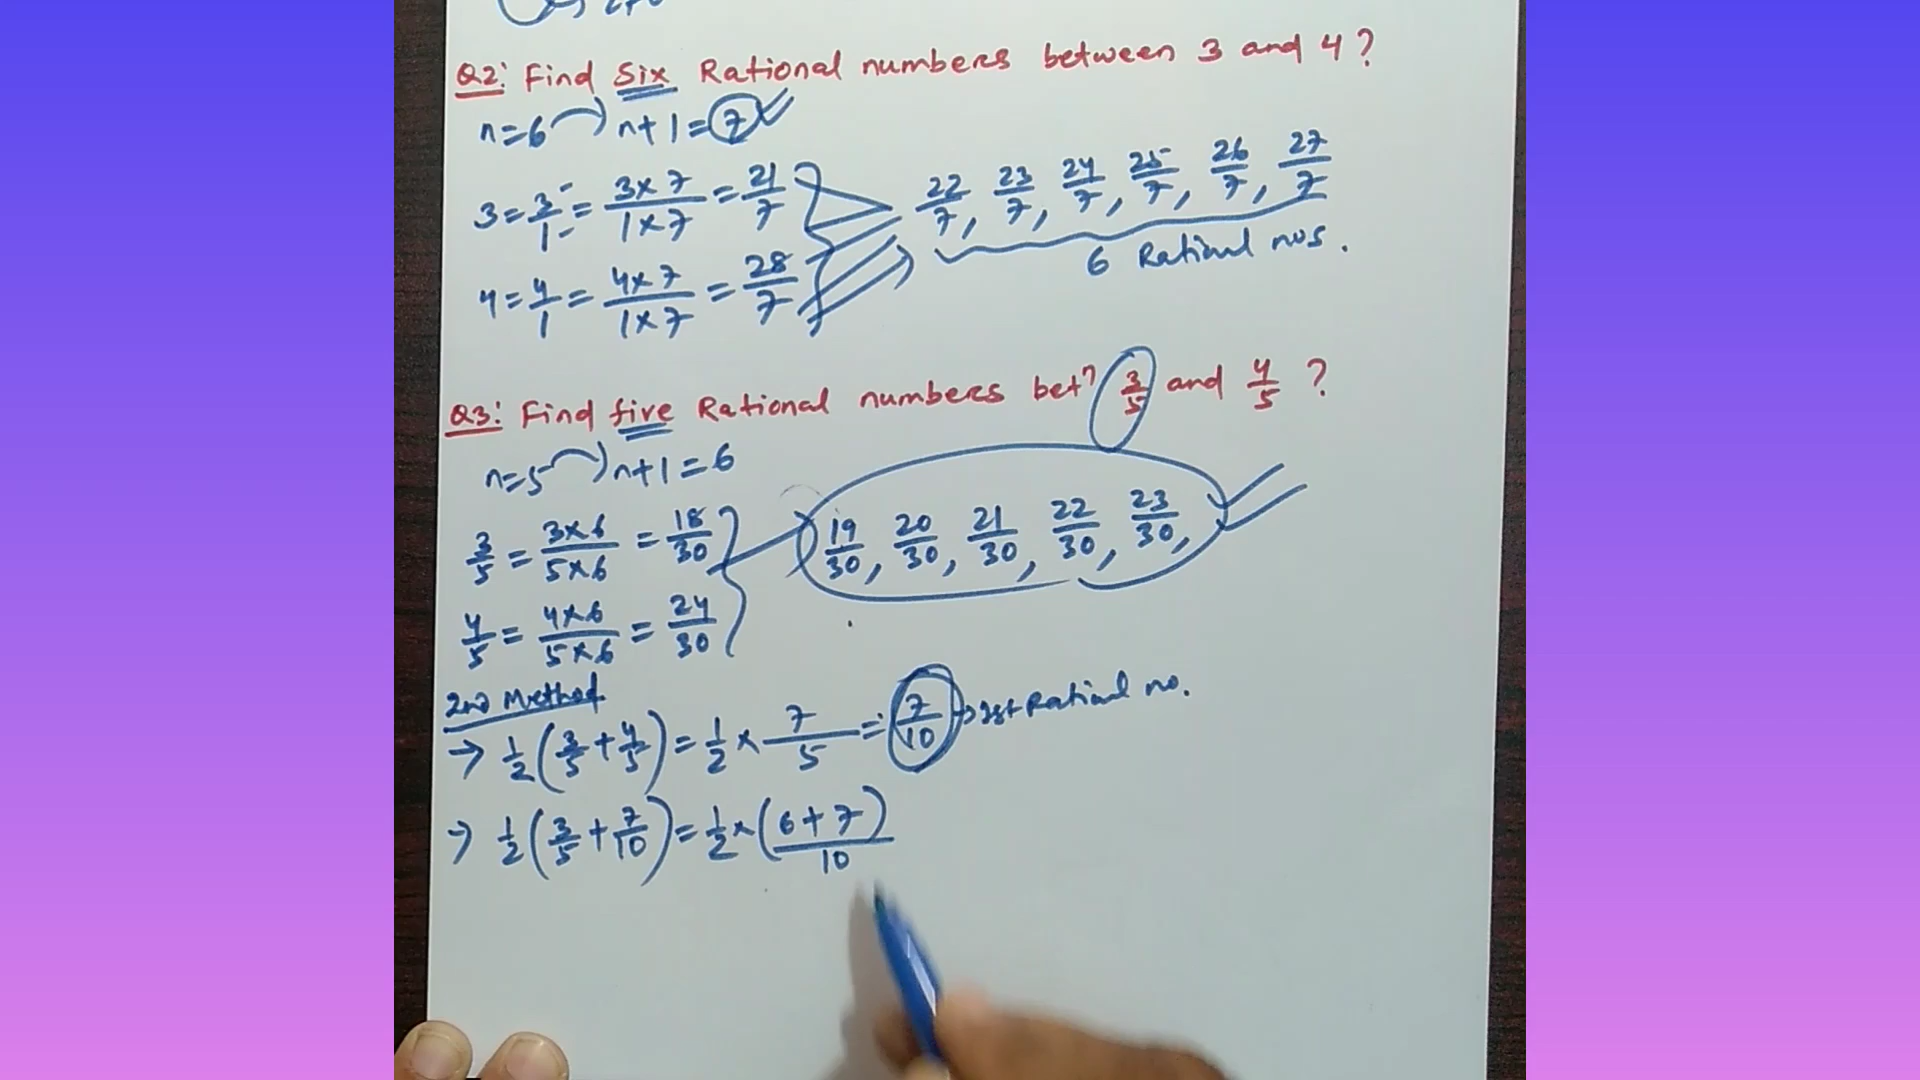 Q2: Find Six Rational numbers between 3 and 4?
n=6 → n+1=7
3=3/1=(3×7)/(1×7)=21/7
4=4/1=(4×7)/(1×7)=28/7
22/7, 23/7, 24/7, 25/7, 26/7, 27/7
6 Rational nos.
Q3: Find five Rational numbers betⁿ 3/5 and 4/5 ?
n=5 → n+1=6
3/5=(3×6)/(5×6)=18/30
4/5=(4×6)/(5×6)=24/30
19/30, 20/30, 21/30, 22/30, 23/30,
2nd Method
→ 1/2(3/5+4/5)=1/2×7/5=7/10→1st Rational no.
→ 1/2(3/5+7/10)=1/2×(6+7)/10